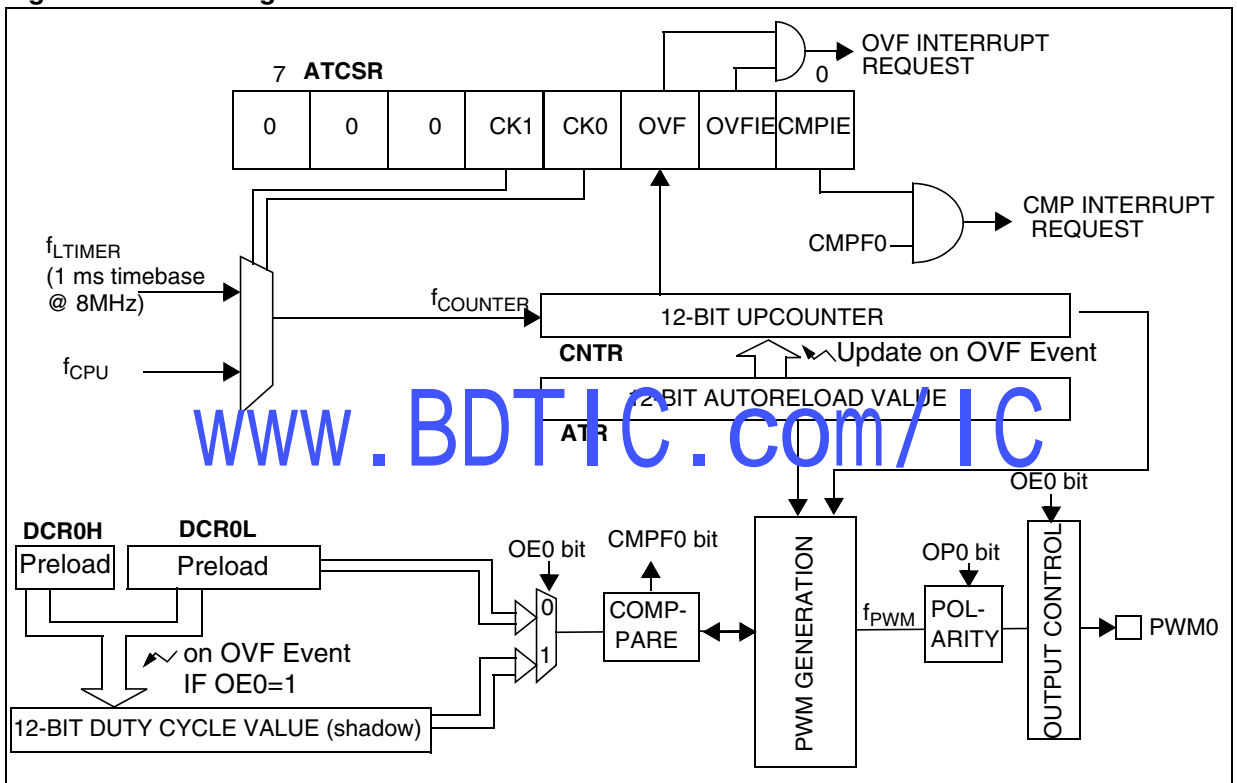 7 ATCSR 0
0 0 0 CK1 CK0 OVF OVFIE CMPIE
OVF INTERRUPT
REQUEST
CMP INTERRUPT
REQUEST
CMPF0
fLTIMER
(1 ms timebase
@ 8MHz)
fCPU
fCOUNTER
12-BIT UPCOUNTER
CNTR
Update on OVF Event
12-BIT AUTORELOAD VALUE
ATR
www.BDTIC.com/IC
OE0 bit
DCR0H
DCR0L
Preload
Preload
OE0 bit
0
1
CMPF0 bit
COMP-
PARE
PWM GENERATION
fPWM
OP0 bit
POL-
ARITY
OUTPUT CONTROL
PWM0
on OVF Event
IF OE0=1
12-BIT DUTY CYCLE VALUE (shadow)